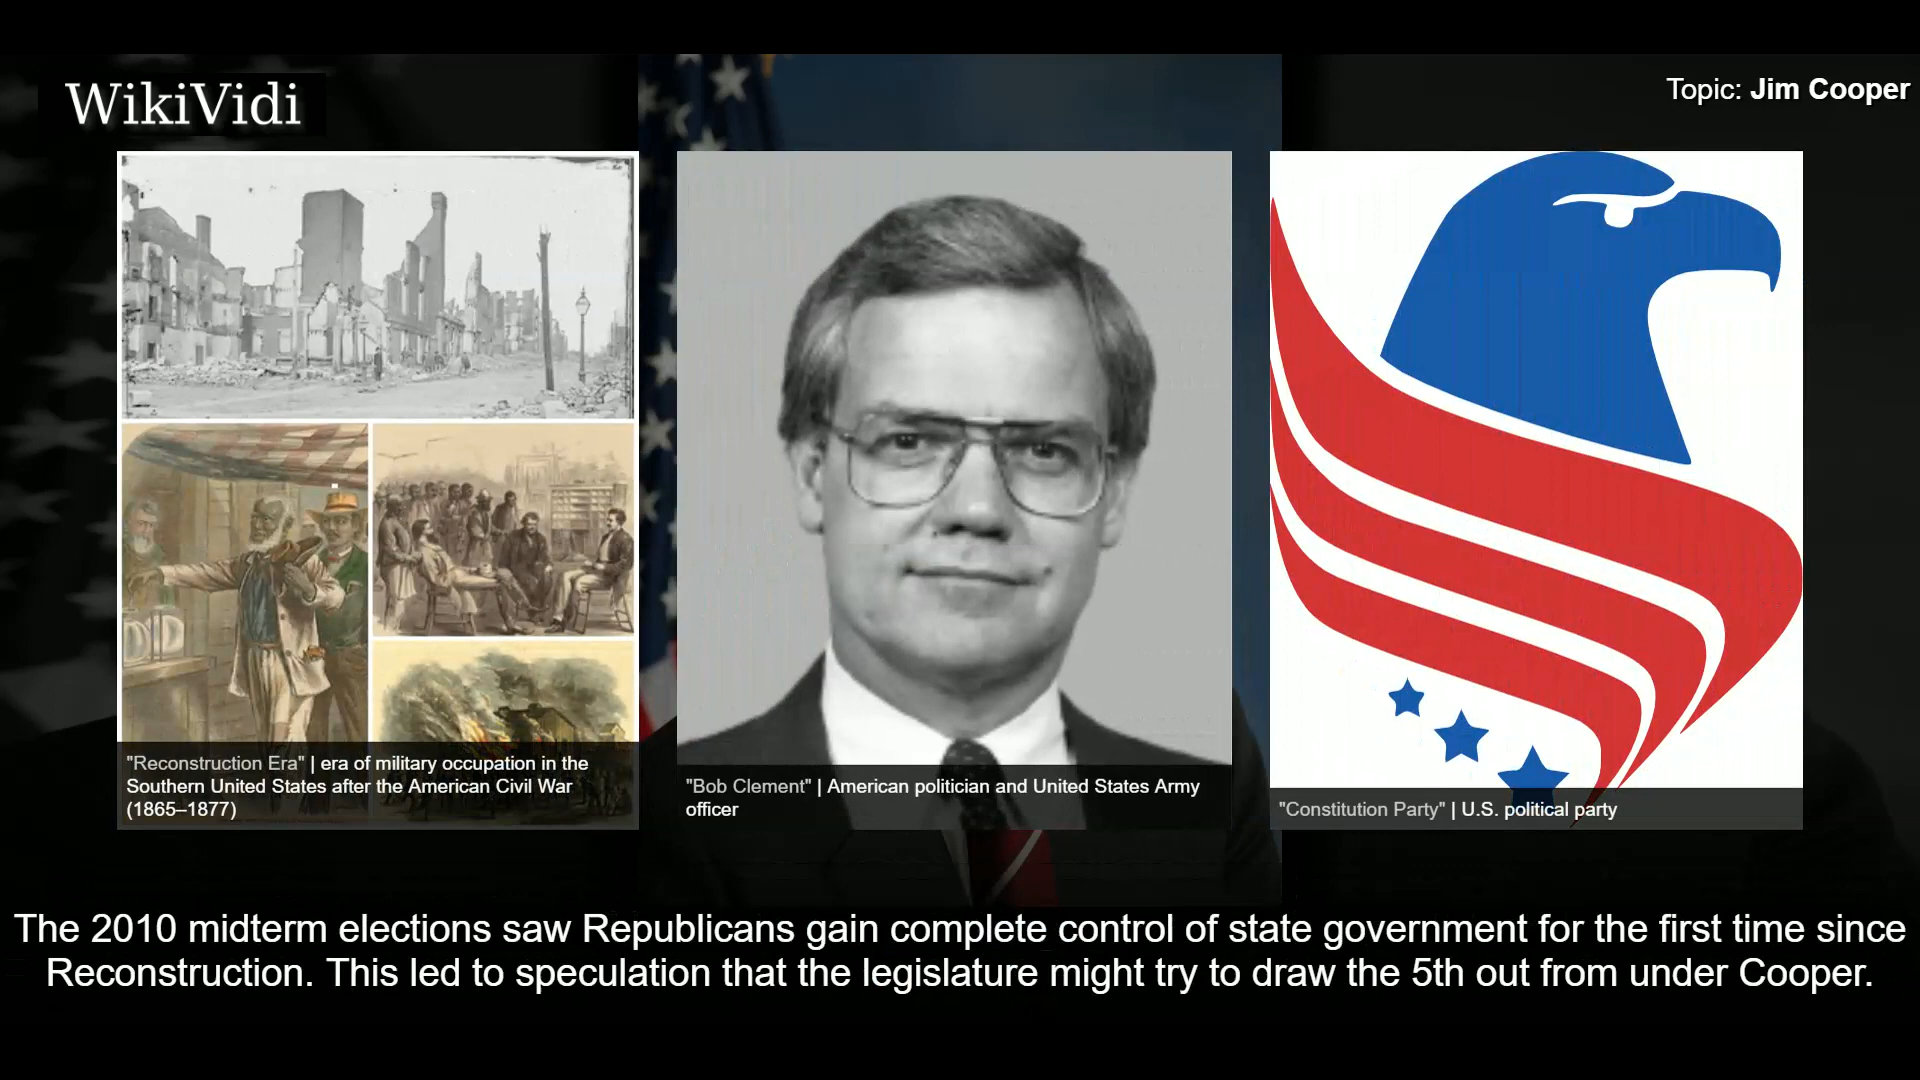 WikiVidi
Topic: Jim Cooper
"Reconstruction Era" | era of military occupation in the
Southern United States after the American Civil War
(1865–1877)
"Bob Clement" | American politician and United States Army
officer
"Constitution Party" | U.S. political party
The 2010 midterm elections saw Republicans gain complete control of state government for the first time since
Reconstruction. This led to speculation that the legislature might try to draw the 5th out from under Cooper.